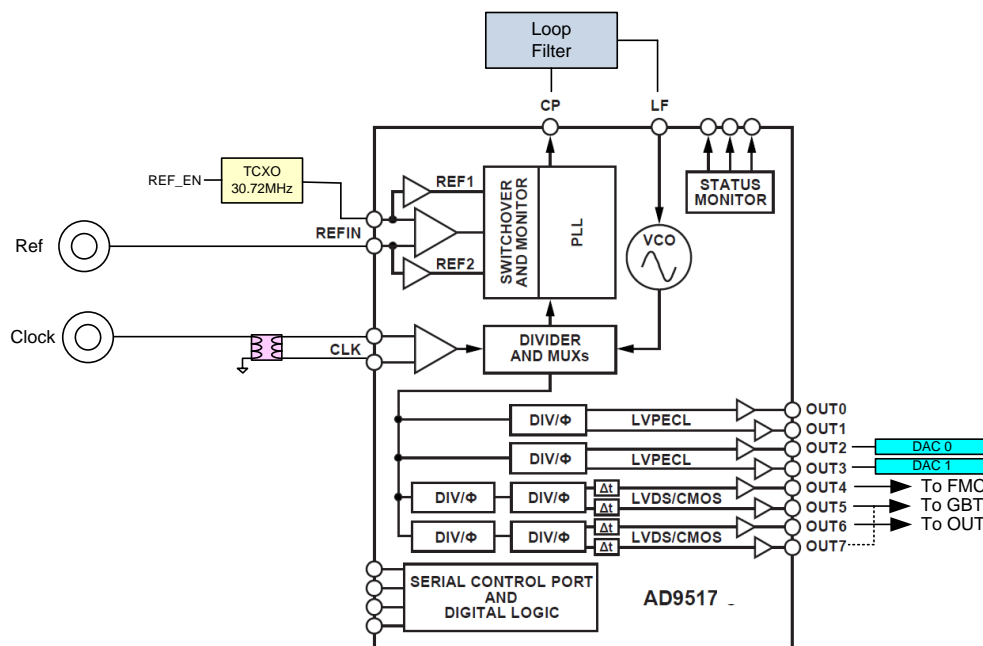 Loop
Filter
CP
LF
TCXO
30.72MHz
REF_EN
REF1
REFIN
REF2
SWITCHOVER
AND MONITOR
PLL
STATUS
MONITOR
VCO
Ref
Clock
CLK
DIVIDER
AND MUXs
DIV/Φ
LVPECL
OUT0
OUT1
DIV/Φ
LVPECL
OUT2
DAC 0
OUT3
DAC 1
DIV/Φ
DIV/Φ
Δt
Δt
LVDS/CMOS
OUT4
To FMC
OUT5
To GBT
DIV/Φ
DIV/Φ
Δt
Δt
LVDS/CMOS
OUT6
To OUT
OUT7
SERIAL CONTROL PORT
AND
DIGITAL LOGIC
AD9517 -